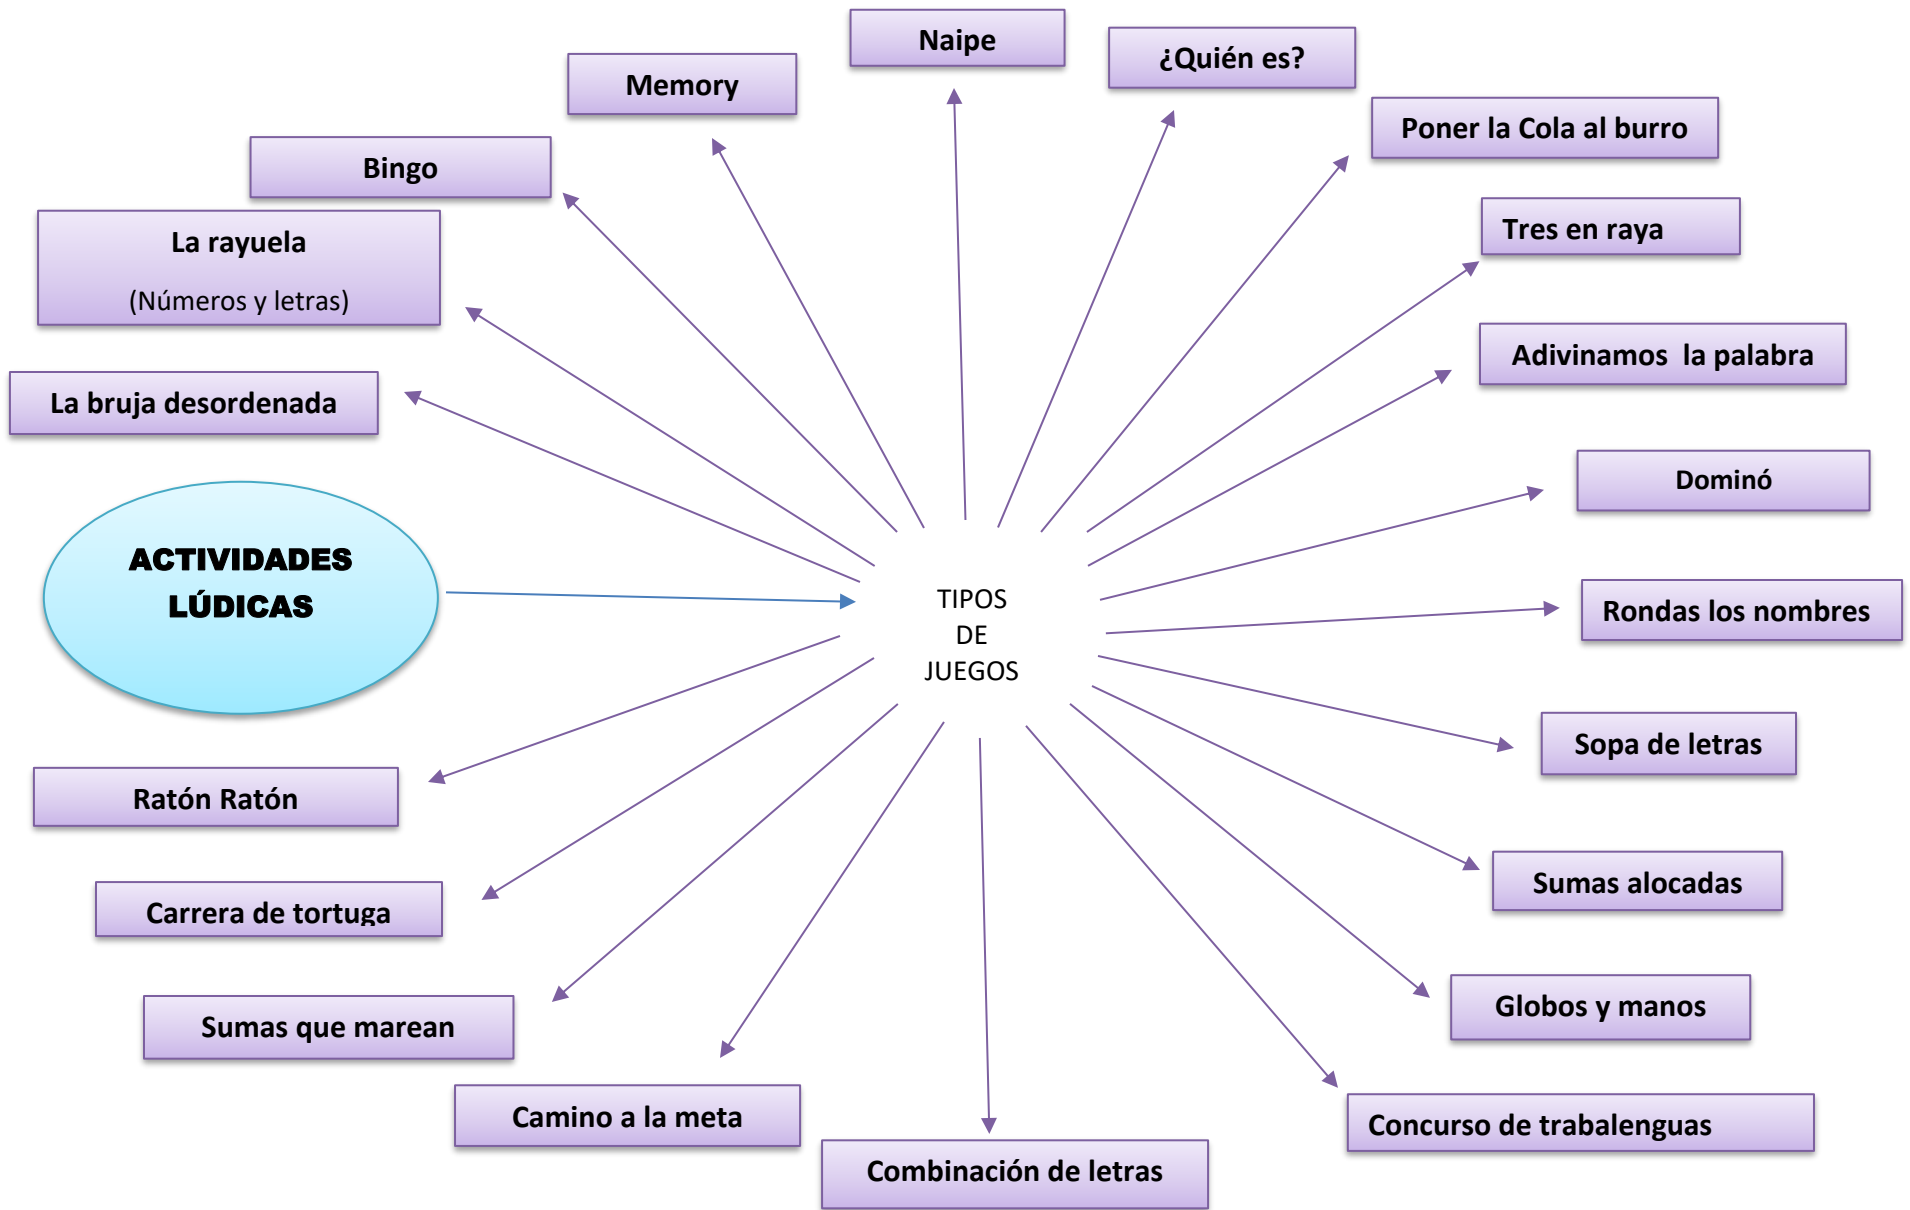 Naipe
¿Quién es?
Memory
Poner la Cola al burro
Bingo
Tres en raya
La rayuela
(Números y letras)
Adivinamos  la palabra
La bruja desordenada
Dominó
ACTIVIDADES
LÚDICAS
TIPOS
DE
JUEGOS
Rondas los nombres
Sopa de letras
Ratón Ratón
Sumas alocadas
Carrera de tortuga
Globos y manos
Sumas que marean
Camino a la meta
Concurso de trabalenguas
Combinación de letras